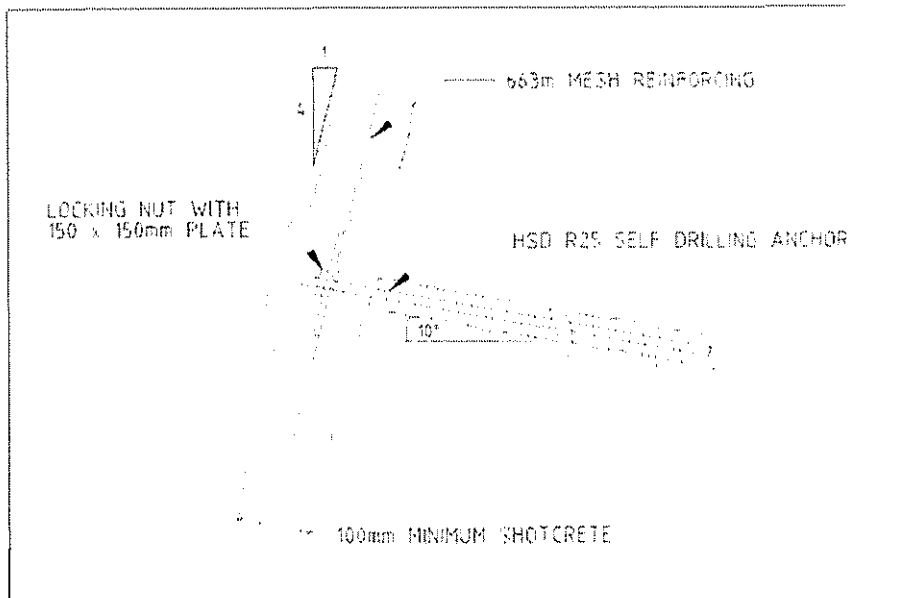 1
4
663m MESH REINFORCING
LOCKING NUT WITH
150 x 150mm PLATE
HSD R25 SELF DRILLING ANCHOR
10°
100mm MINIMUM SHOTCRETE